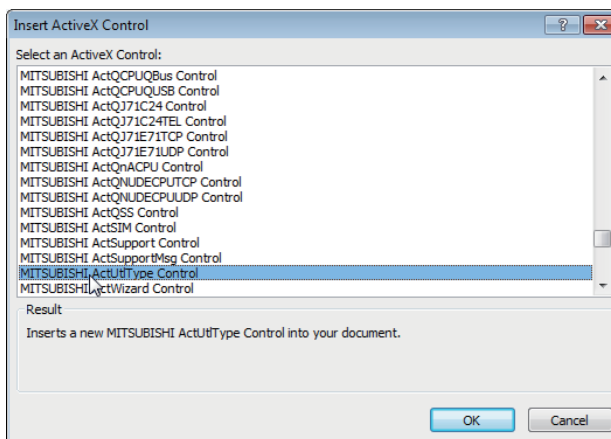 Insert ActiveX Control
Select an ActiveX Control:
MITSUBISHI ActQCPUQBus Control
MITSUBISHI ActQCPUQUSB Control
MITSUBISHI ActQJ71C24 Control
MITSUBISHI ActQJ71C24TEL Control
MITSUBISHI ActQJ71E71TCP Control
MITSUBISHI ActQJ71E71UDP Control
MITSUBISHI ActQnACPU Control
MITSUBISHI ActQNUDECPUTCP Control
MITSUBISHI ActQNUDECPUUDP Control
MITSUBISHI ActQSS Control
MITSUBISHI ActSIM Control
MITSUBISHI ActSupport Control
MITSUBISHI ActSupportMsg Control
MITSUBISHI ActUtlType Control
MITSUBISHI ActWizard Control
Result
Inserts a new MITSUBISHI ActUtlType Control into your document.
OK Cancel